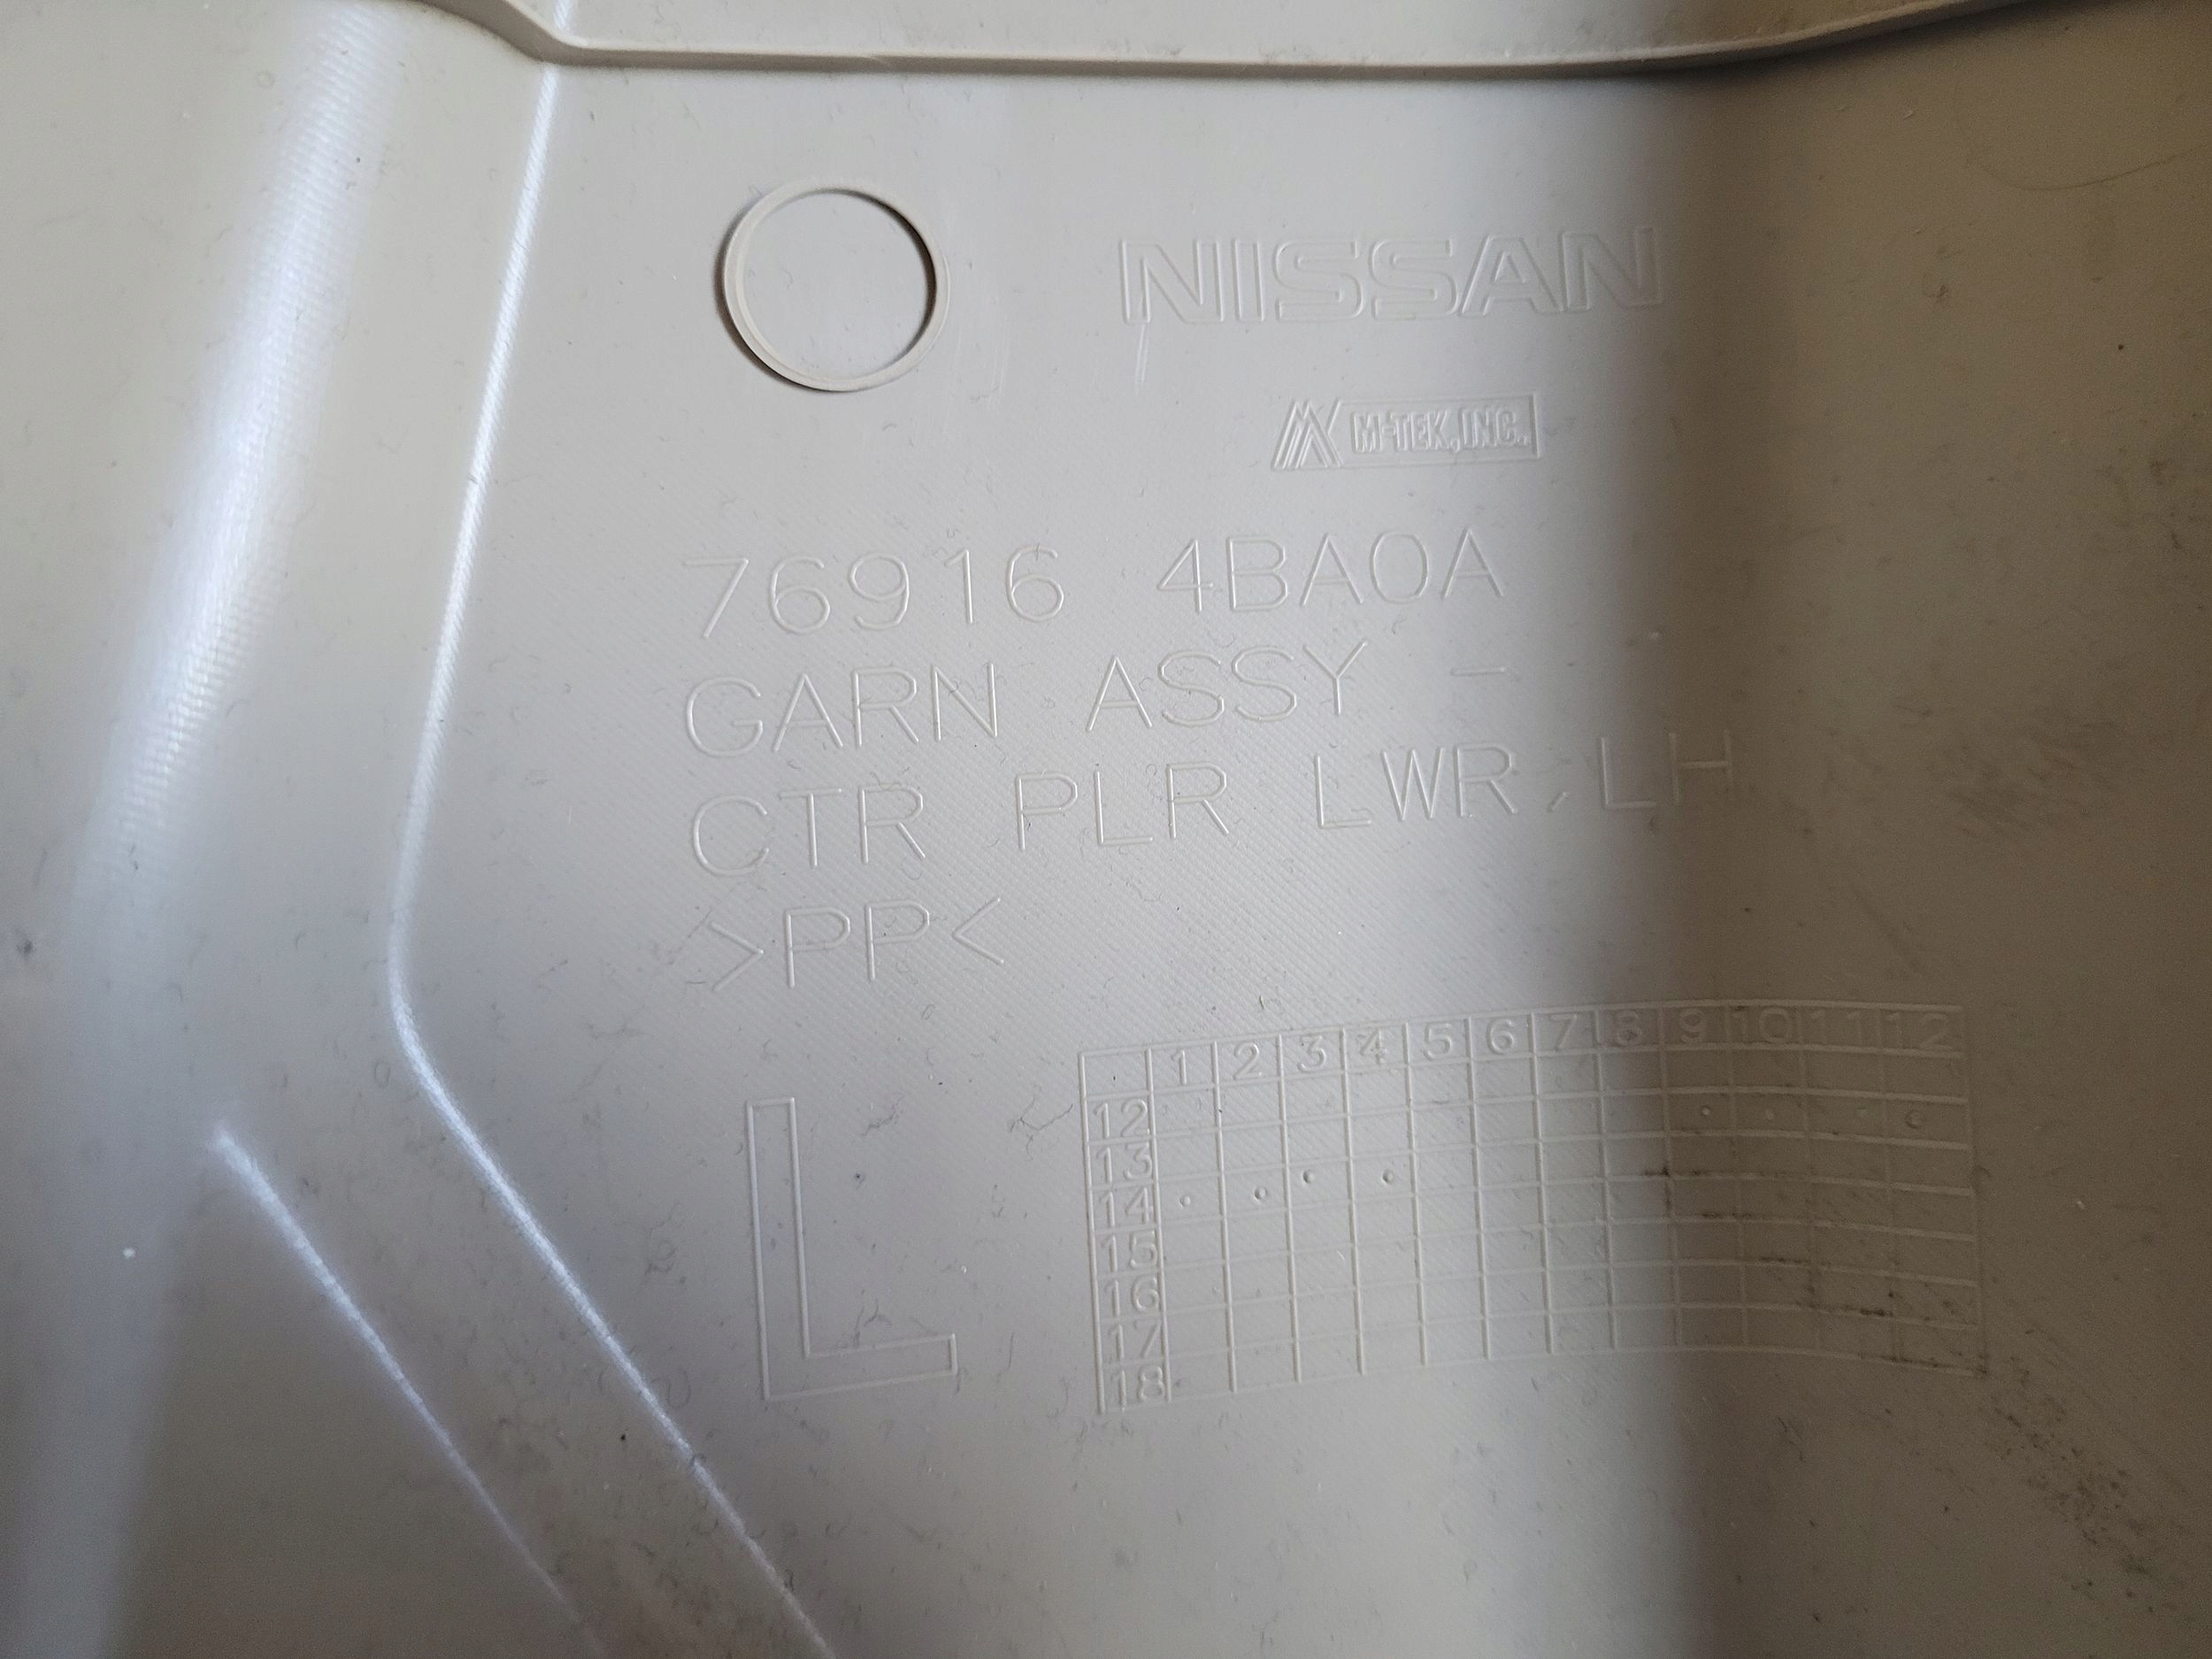 NISSAN
M-TEK, INC.
76916 4BA0A
GARN ASSY -
CTR PLR LWR, LH
>PP<
L
1 2 3 4 5 6 7 8 9 10 11 12
12
13
14
15
16
17
18